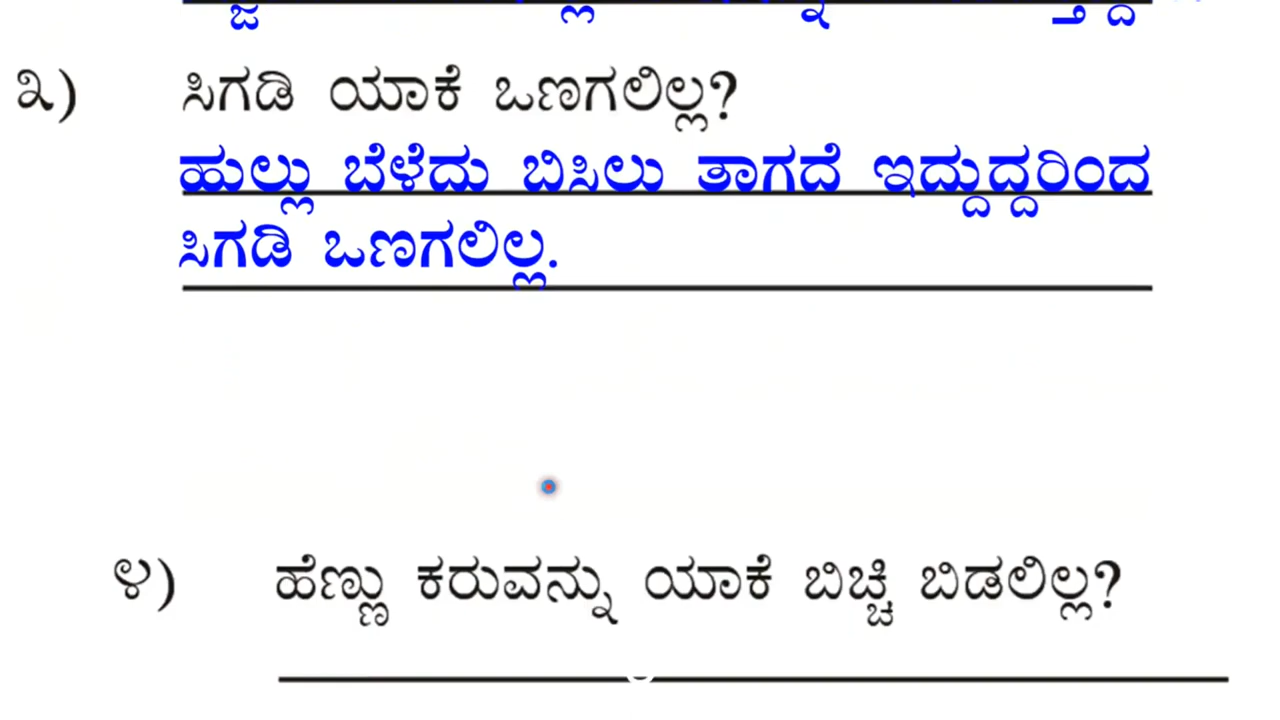 ೩) ಸಿಗಡಿ ಯಾಕೆ ಒಣಗಲಿಲ್ಲ?
ಹುಲ್ಲು ಬೆಳೆದು ಬಿಸಿಲು ತಾಗದೆ ಇದ್ದುದ್ದರಿಂದ
ಸಿಗಡಿ ಒಣಗಲಿಲ್ಲ.
೪) ಹೆಣ್ಣು ಕರುವನ್ನು ಯಾಕೆ ಬಿಚ್ಚಿ ಬಿಡಲಿಲ್ಲ?